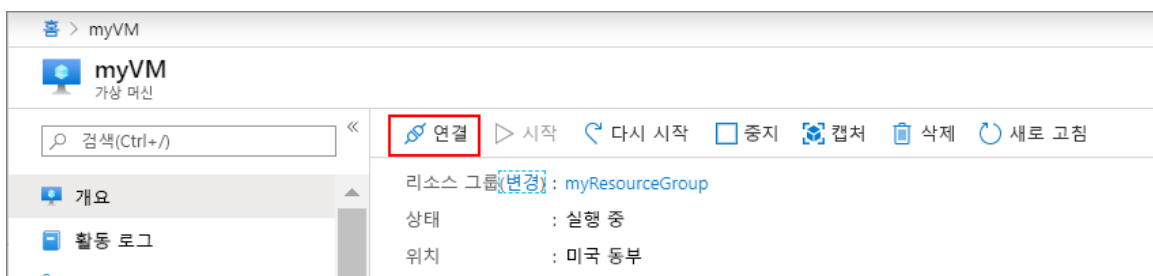 홈 > myVM
myVM
가상 머신
검색(Ctrl+/)
«
연결 시작 다시 시작 중지 캡처 삭제 새로 고침
개요
활동 로그
리소스 그룹(변경) : myResourceGroup
상태 : 실행 중
위치 : 미국 동부